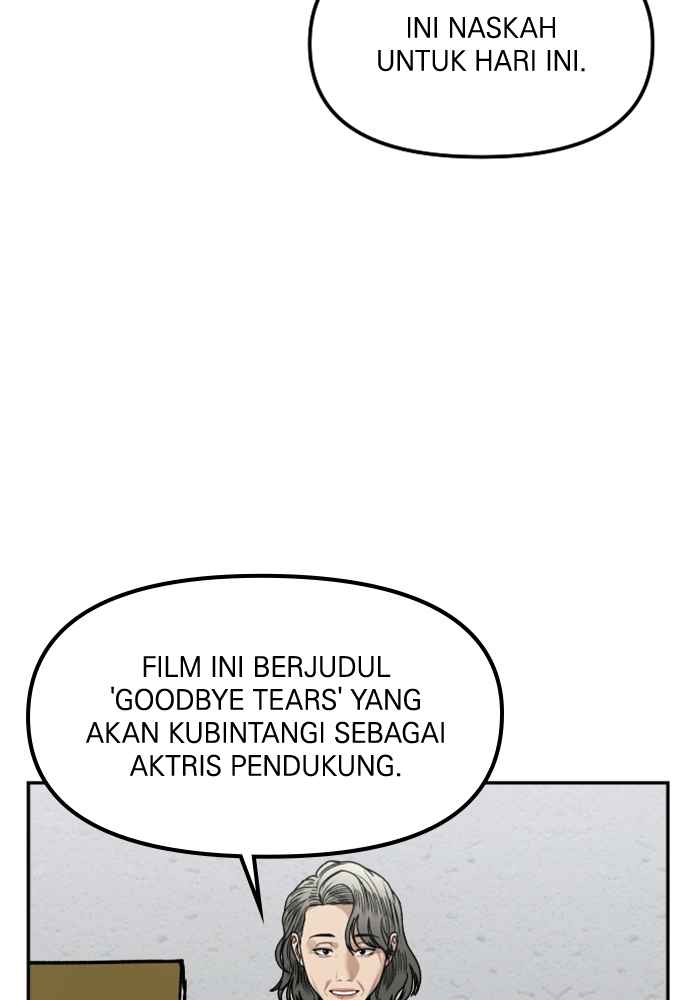 INI NASKAH
UNTUK HARI INI.
FILM INI BERJUDUL
'GOODBYE TEARS' YANG
AKAN KUBINTANGI SEBAGAI
AKTRIS PENDUKUNG.